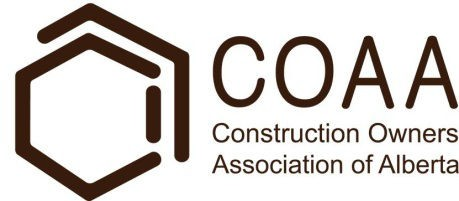 COAA
Construction Owners
Association of Alberta